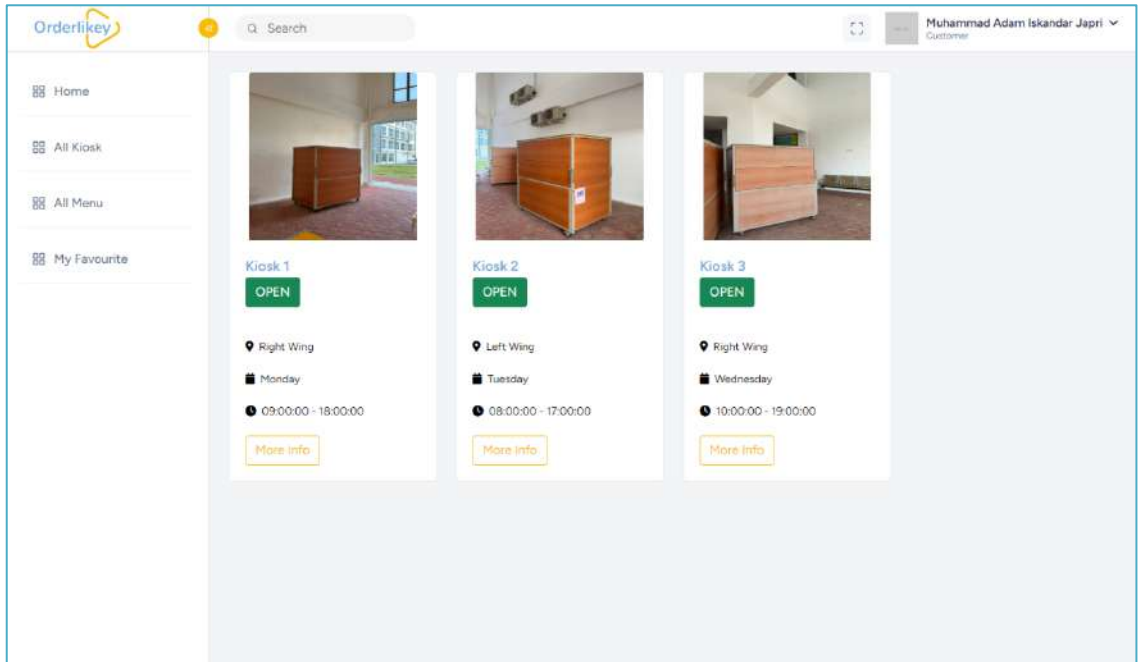 Orderlikey
Search
Muhammad Adam Iskandar Japri
Customer
Home
All Kiosk
All Menu
My Favourite
Kiosk 1
OPEN
Right Wing
Monday
09:00:00 - 18:00:00
More Info
Kiosk 2
OPEN
Left Wing
Tuesday
08:00:00 - 17:00:00
More Info
Kiosk 3
OPEN
Right Wing
Wednesday
10:00:00 - 19:00:00
More Info